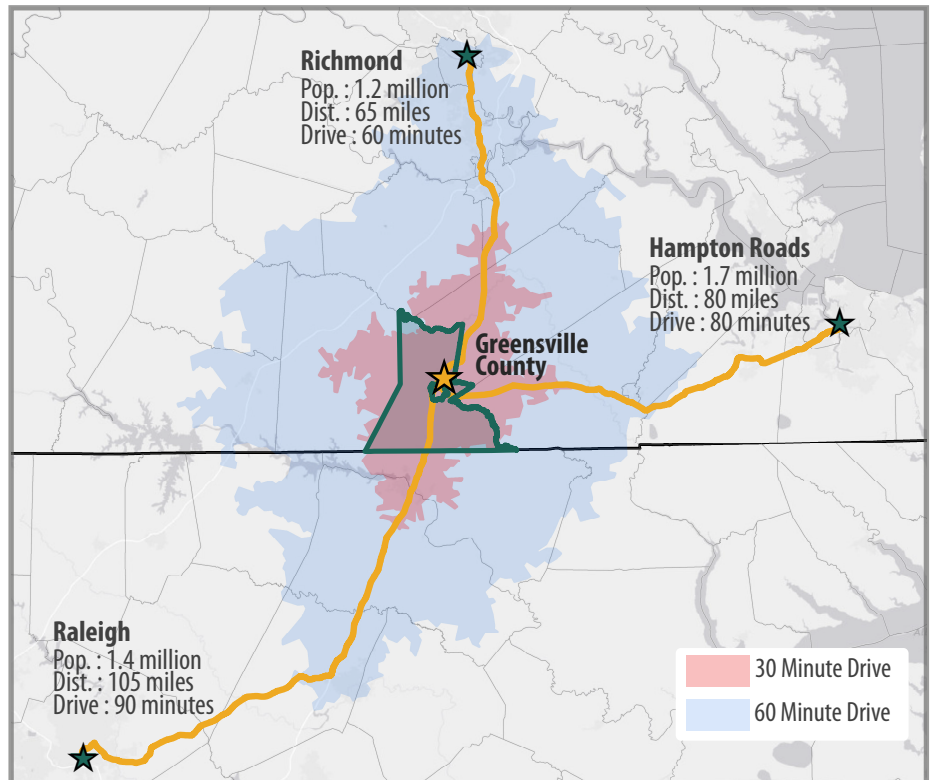 Richmond
Pop. : 1.2 million
Dist. : 65 miles
Drive : 60 minutes
Hampton Roads
Pop. : 1.7 million
Dist. : 80 miles
Drive : 80 minutes
Greensville
County
Raleigh
Pop. : 1.4 million
Dist. : 105 miles
Drive : 90 minutes
30 Minute Drive
60 Minute Drive